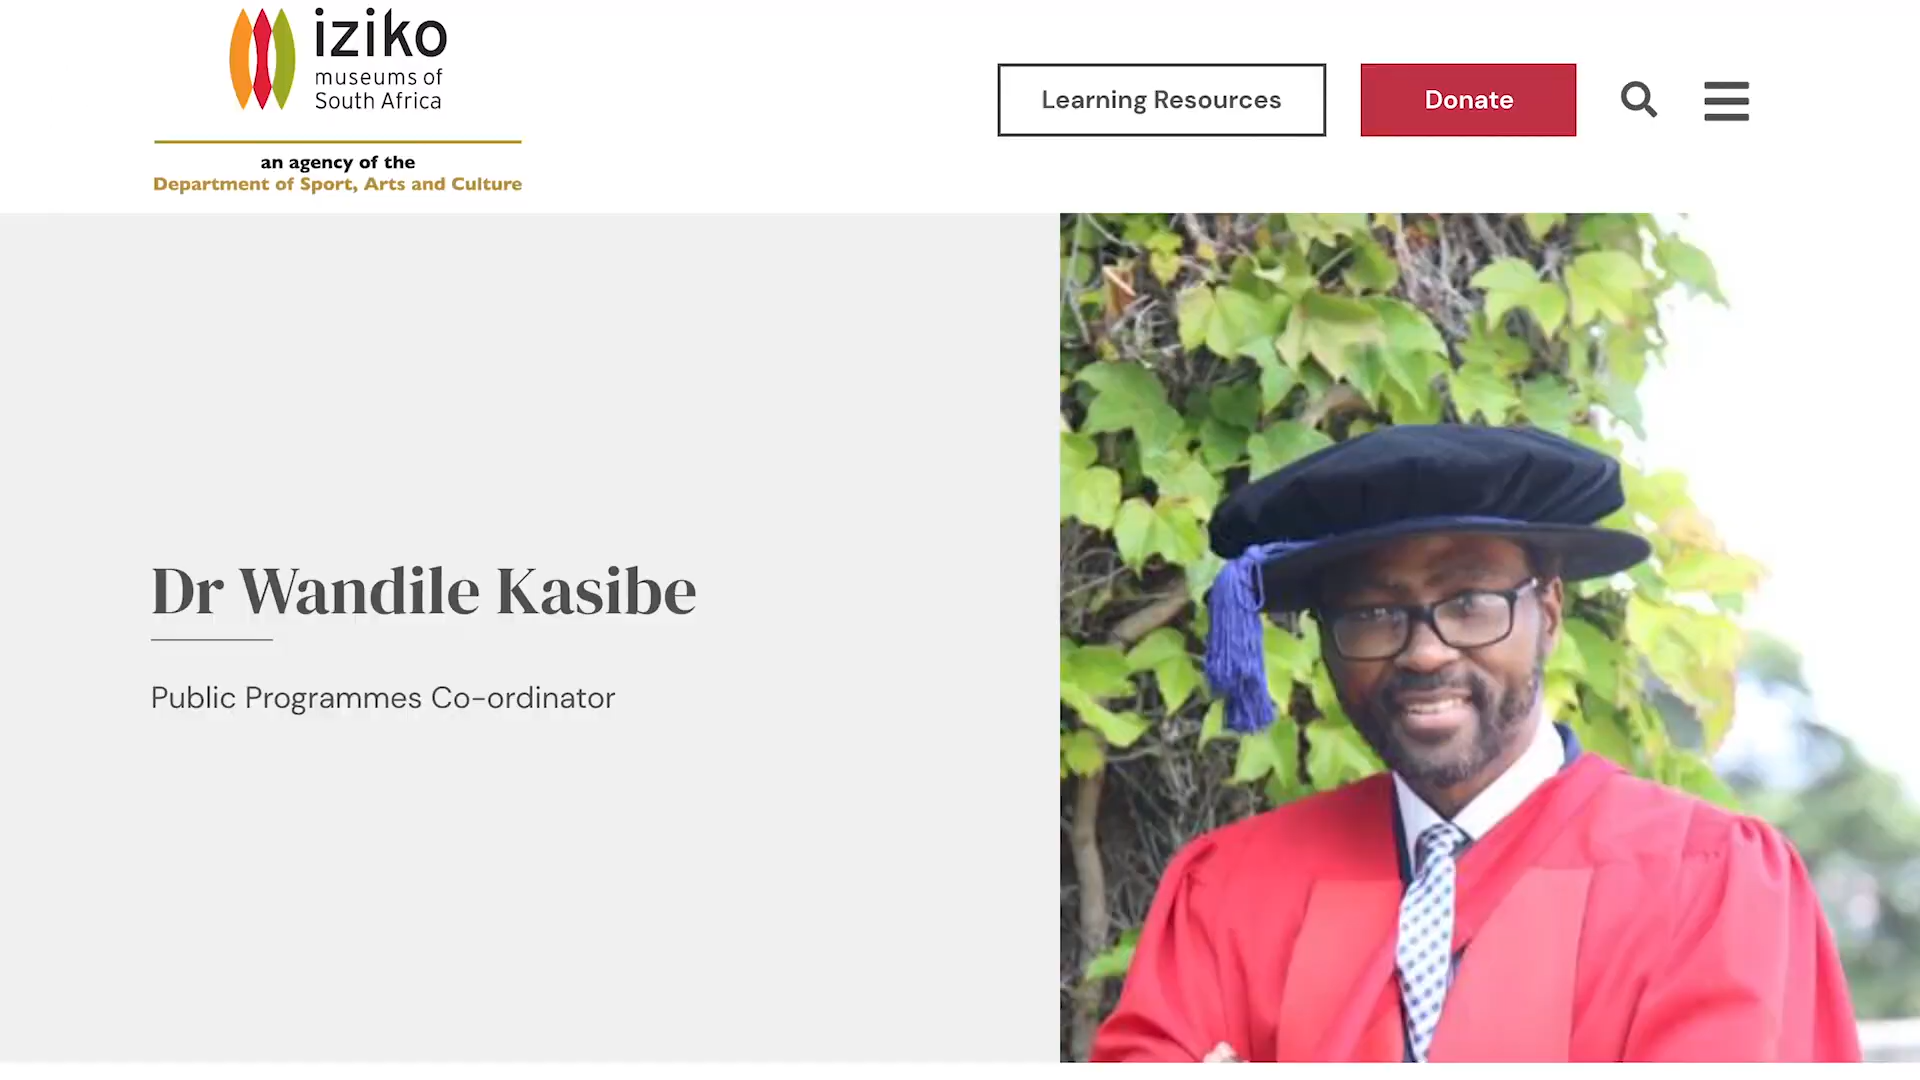 iziko
museums of
South Africa
an agency of the
Department of Sport, Arts and Culture
Learning Resources
Donate
Dr Wandile Kasibe
Public Programmes Co-ordinator